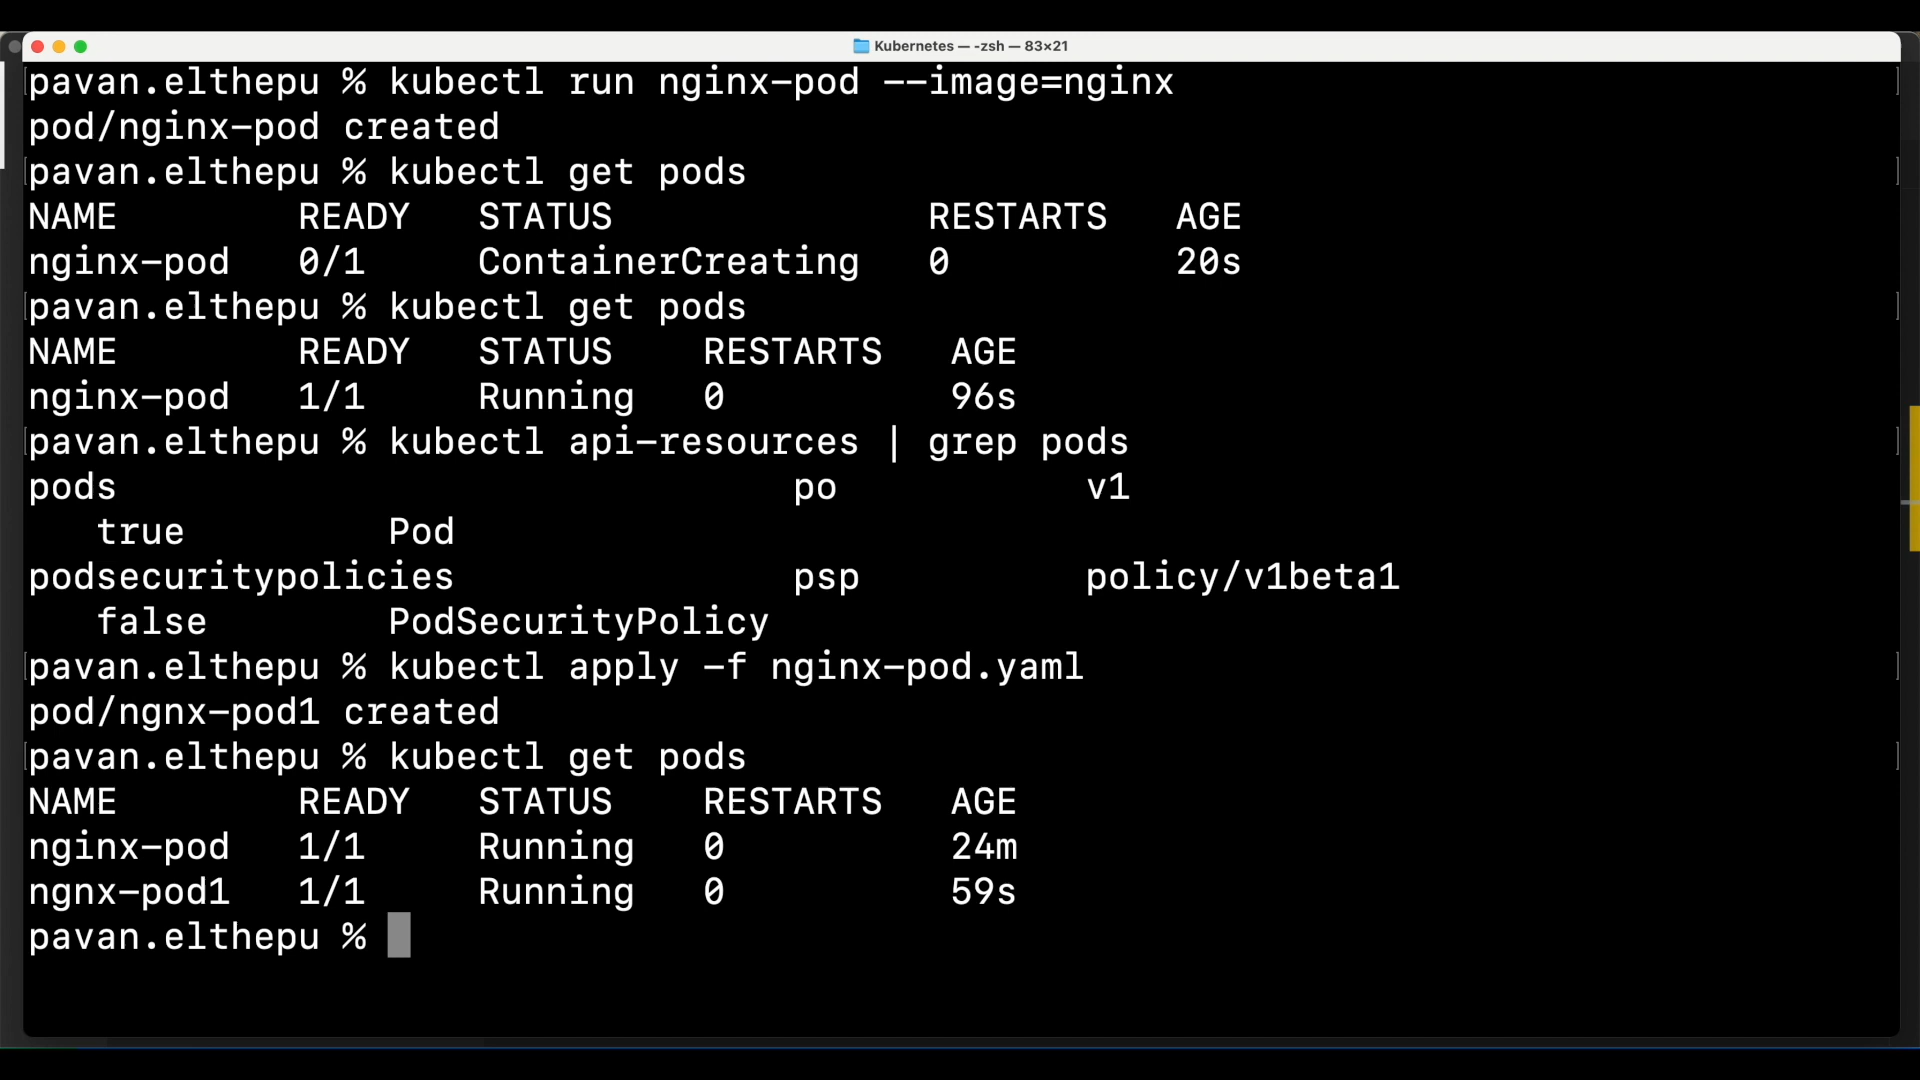 Kubernetes — -zsh — 83×21
pavan.elthepu % kubectl run nginx-pod --image=nginx
pod/nginx-pod created
pavan.elthepu % kubectl get pods
NAME        READY   STATUS              RESTARTS   AGE
nginx-pod   0/1     ContainerCreating   0          20s
pavan.elthepu % kubectl get pods
NAME        READY   STATUS    RESTARTS   AGE
nginx-pod   1/1     Running   0          96s
pavan.elthepu % kubectl api-resources | grep pods
pods                              po           v1
   true         Pod
podsecuritypolicies               psp          policy/v1beta1
   false        PodSecurityPolicy
pavan.elthepu % kubectl apply -f nginx-pod.yaml
pod/ngnx-pod1 created
pavan.elthepu % kubectl get pods
NAME        READY   STATUS    RESTARTS   AGE
nginx-pod   1/1     Running   0          24m
ngnx-pod1   1/1     Running   0          59s
pavan.elthepu %